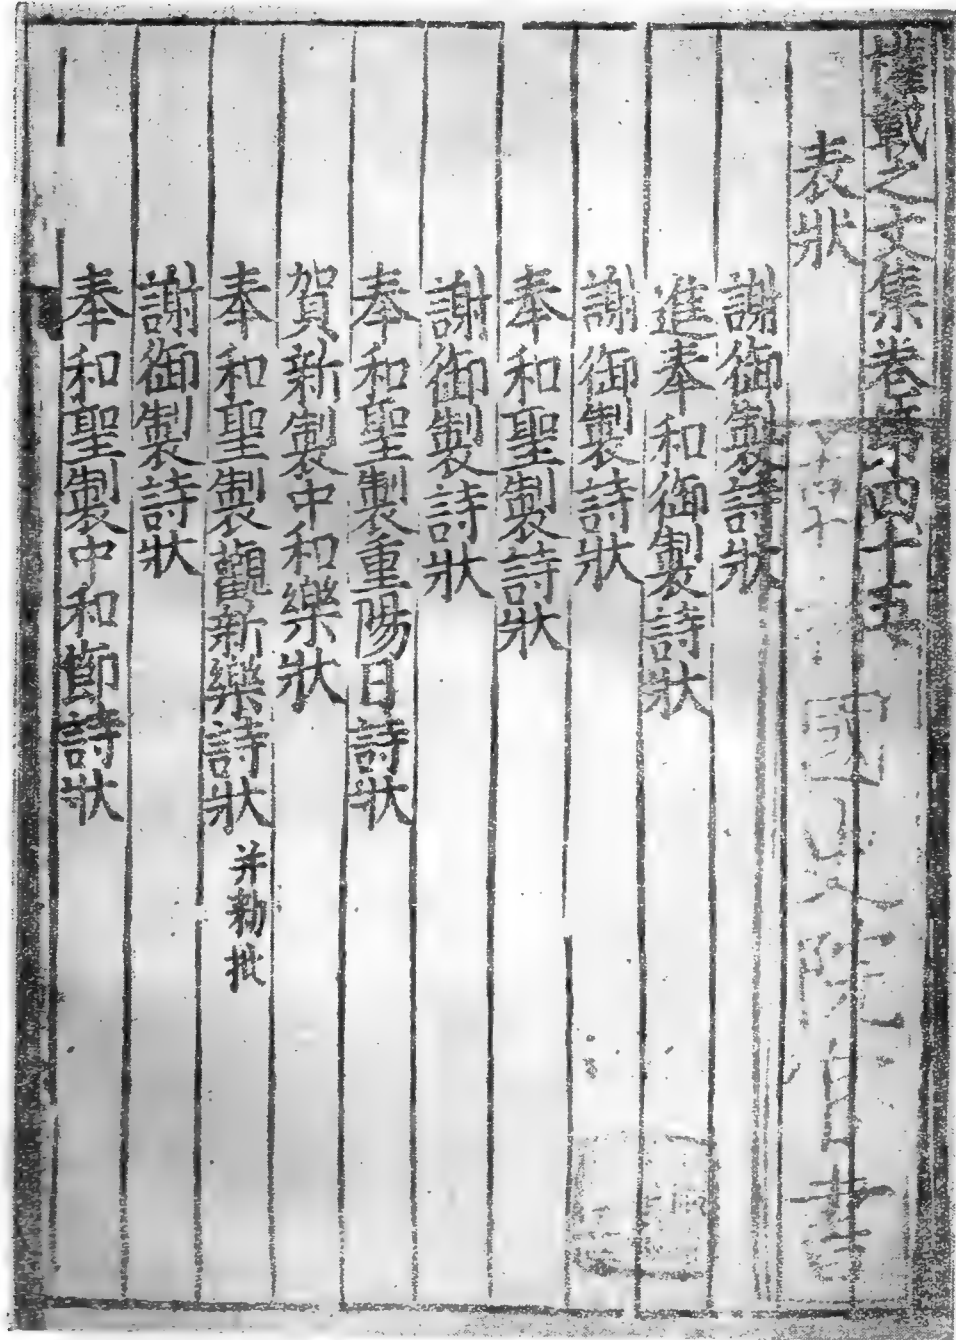 權載之文集卷第四十五
表狀
謝御製詩狀
進奉和御製詩狀
謝御製詩狀
奉和聖製詩狀
謝御製詩狀
奉和聖製重陽日詩狀
賀新製中和樂狀
奉和聖製觀新樂詩狀 并勑批
謝御製詩狀
奉和聖製中和節詩狀